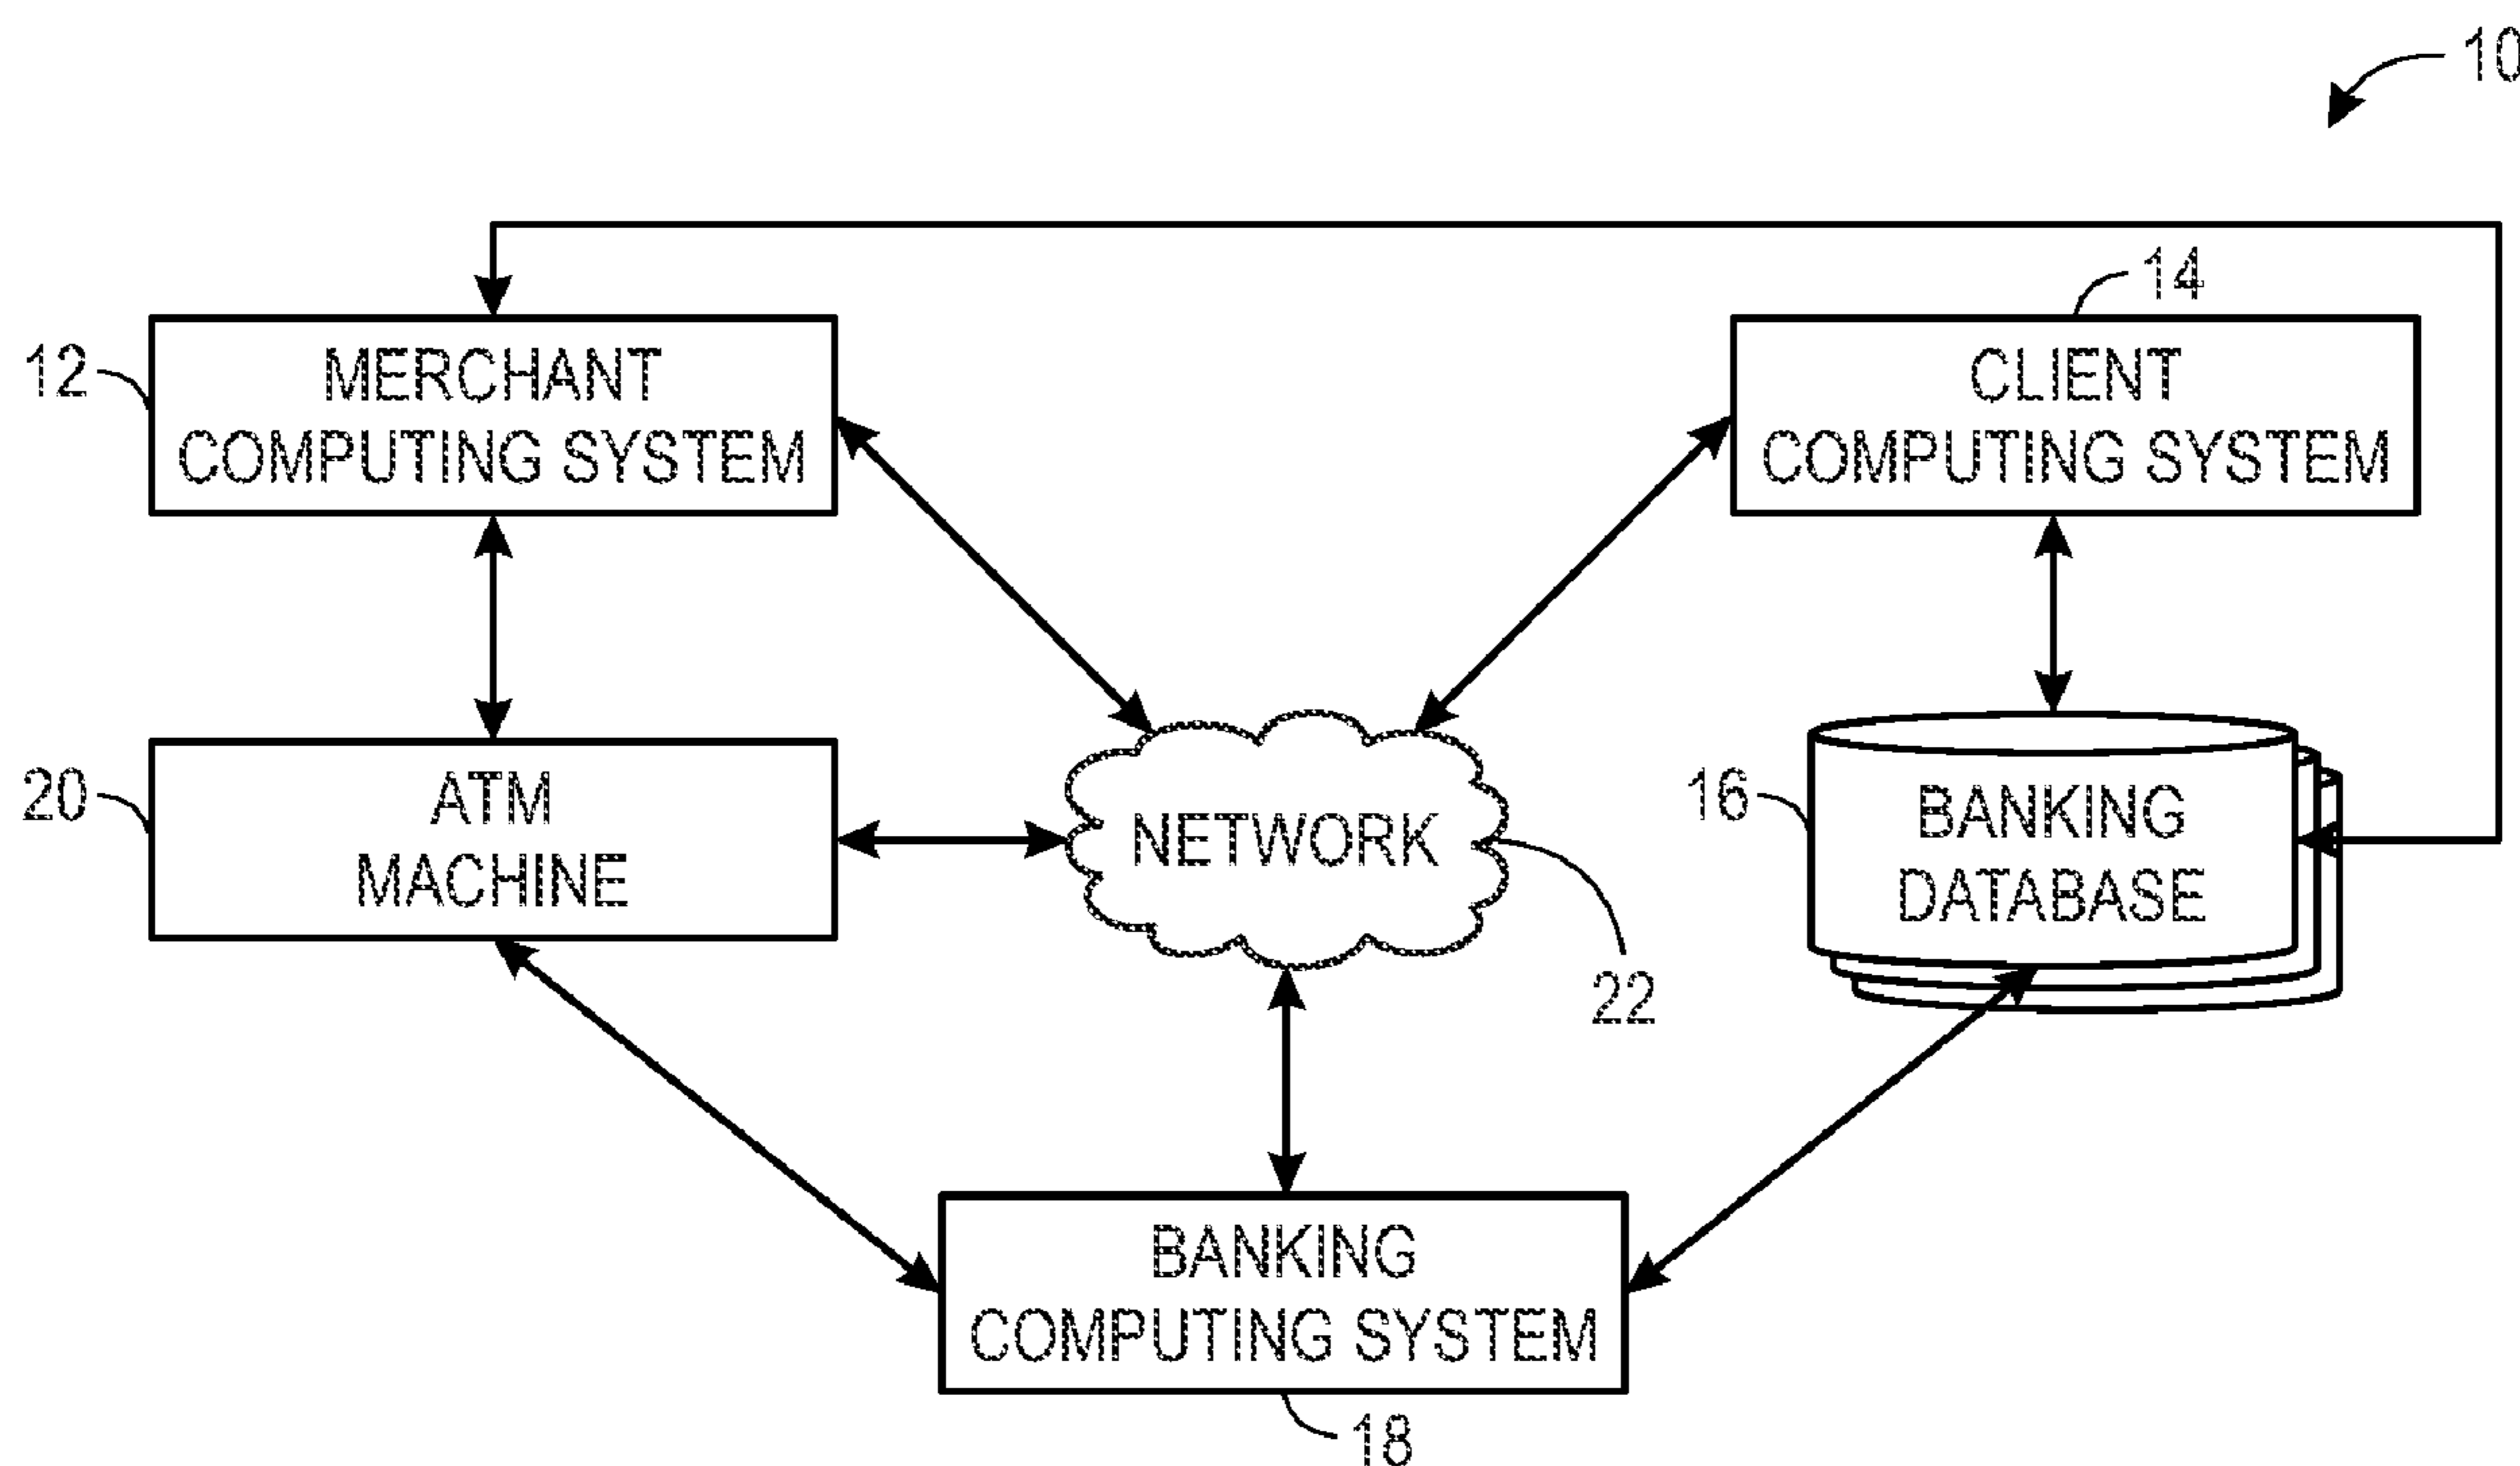 10
14
12
MERCHANT
COMPUTING SYSTEM
CLIENT
COMPUTING SYSTEM
20
ATM
MACHINE
NETWORK
16
BANKING
DATABASE
22
BANKING
COMPUTING SYSTEM
18